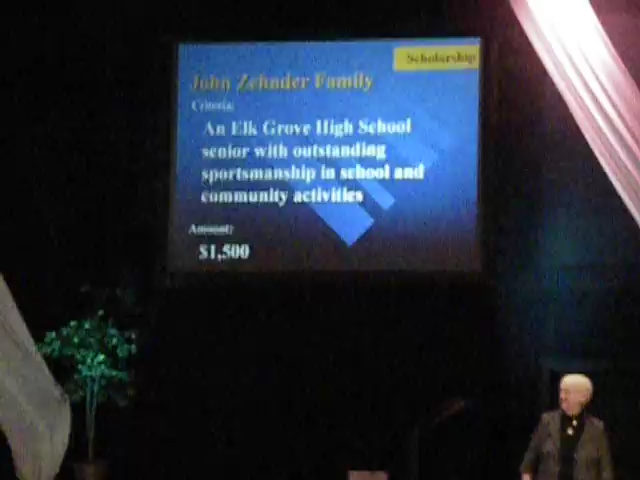 Scholarship
John Zehnder Family
Criteria:
An Elk Grove High School
senior with outstanding
sportsmanship in school and
community activities
Amount:
$1,500